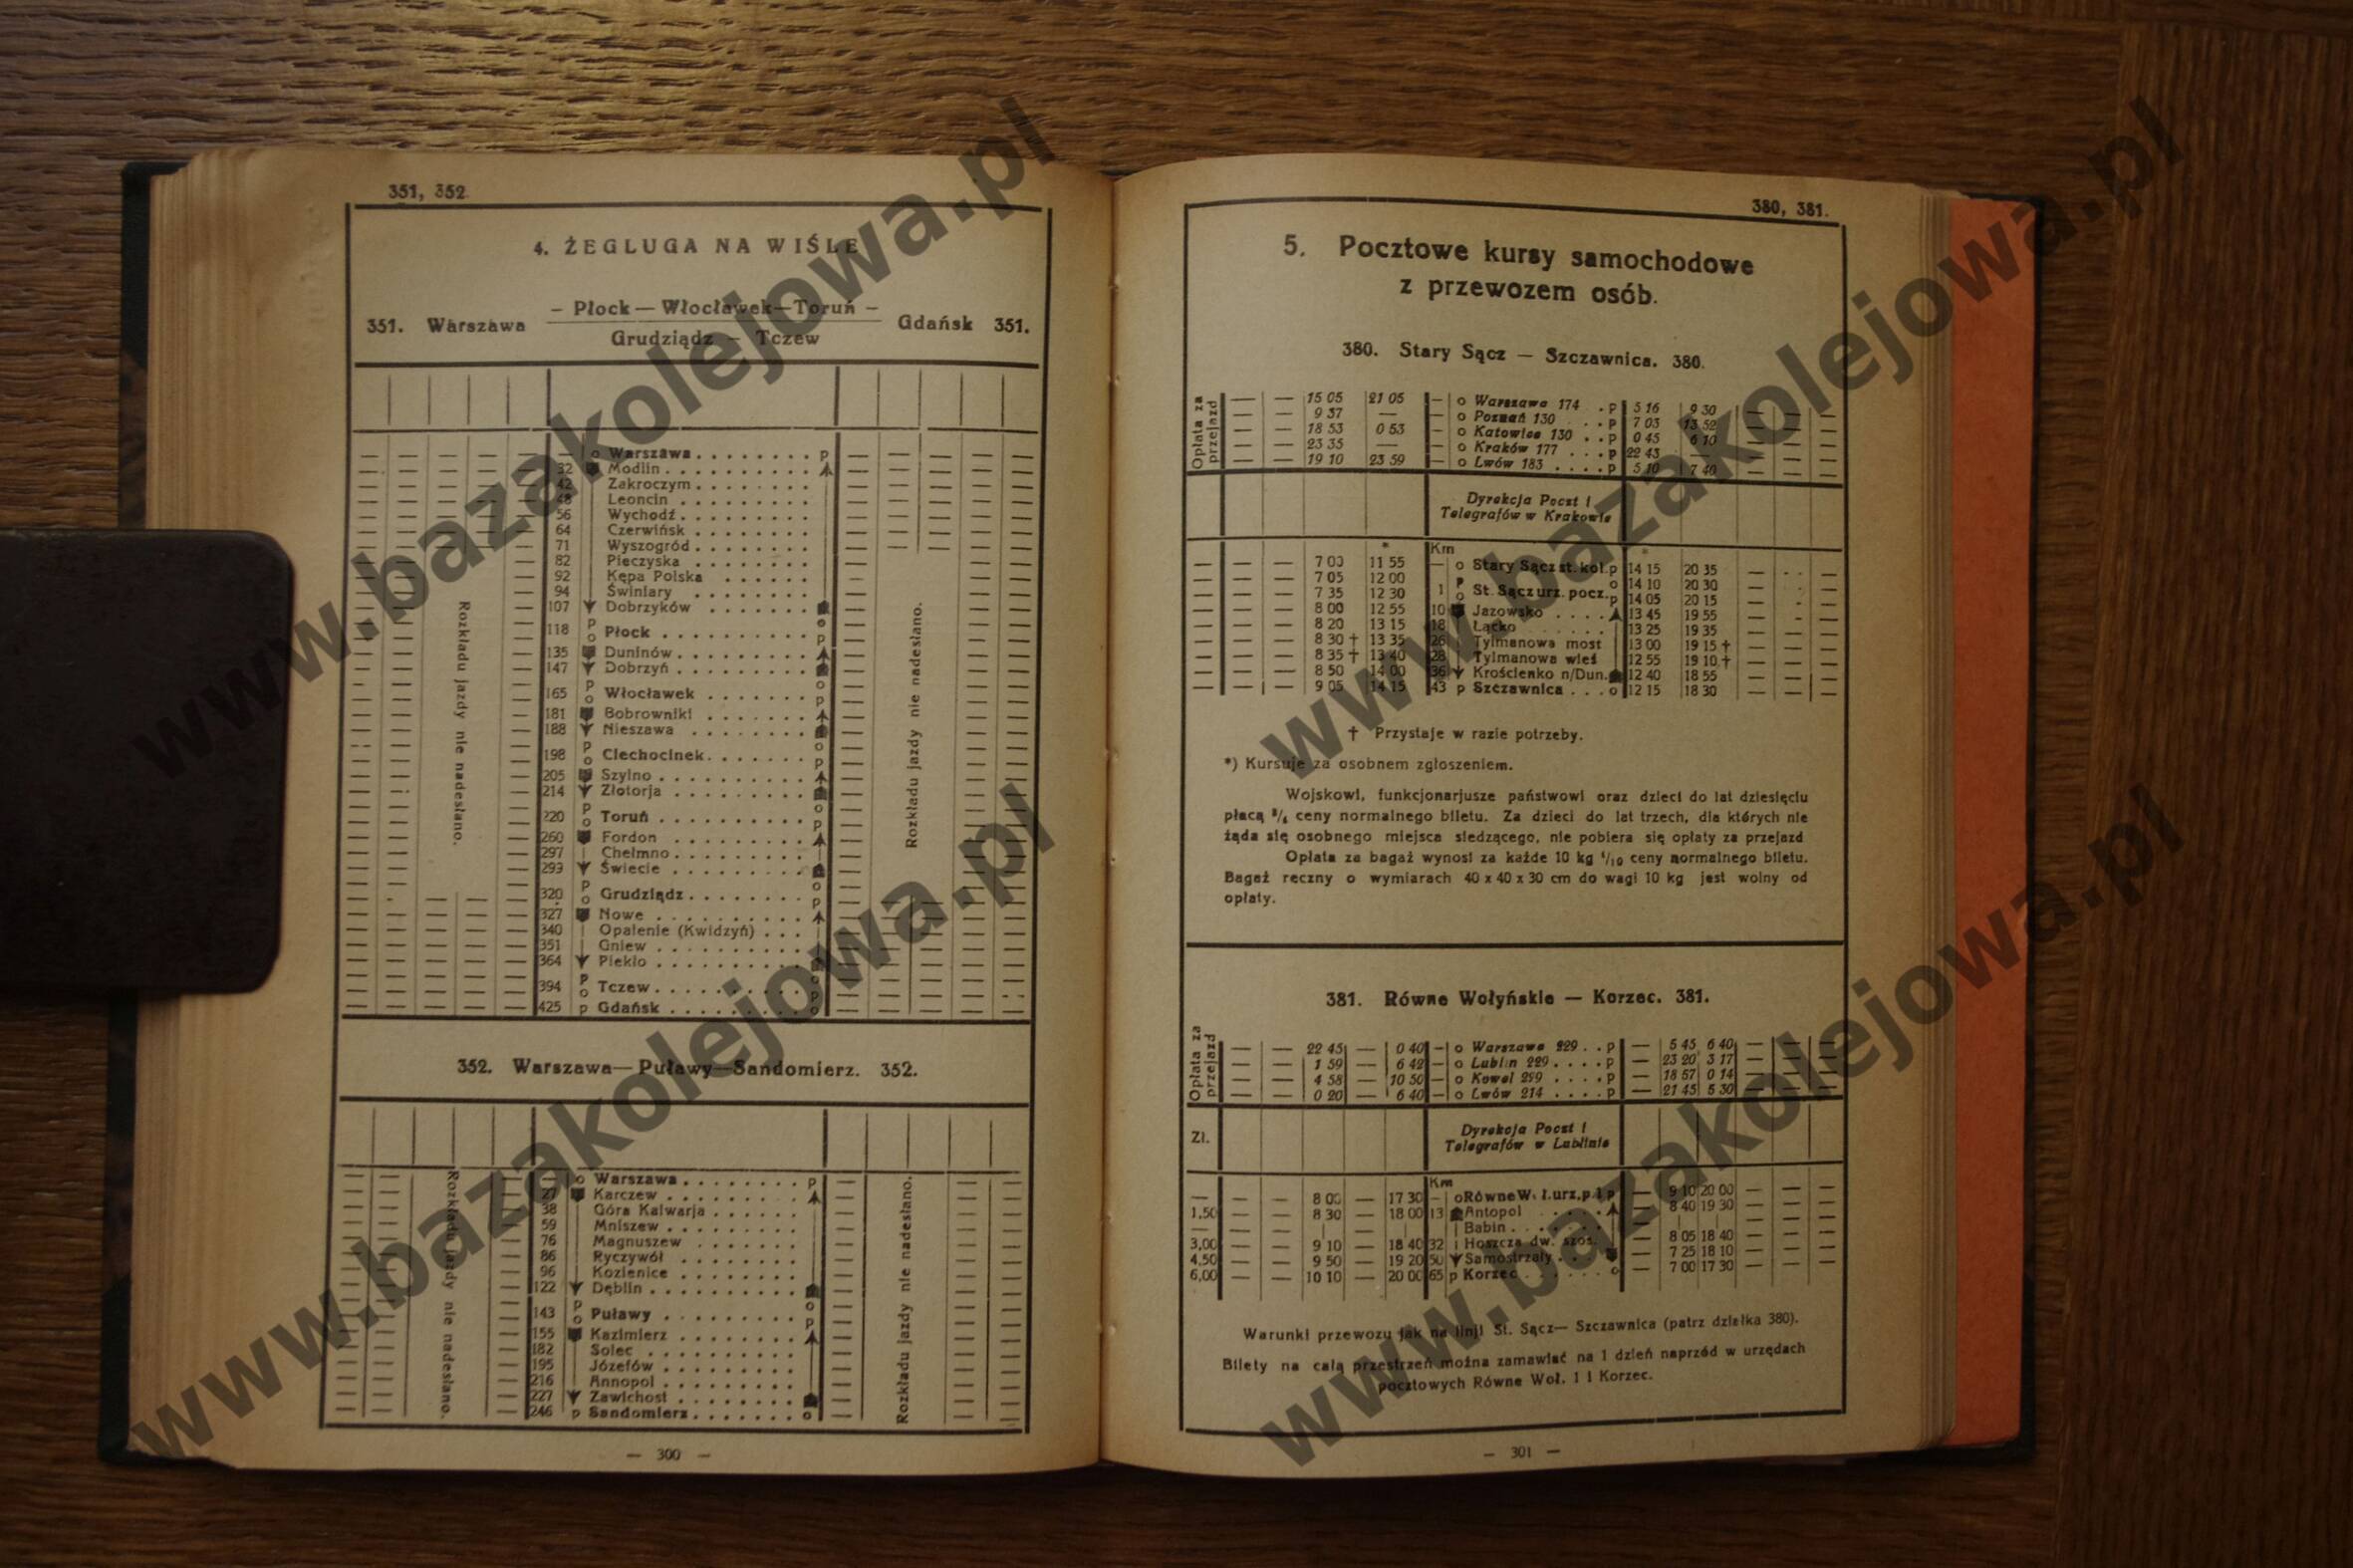 351, 352
4. ŻEGLUGA NA WIŚLE
351. Warszawa – Płock — Włocławek — Toruń – Grudziądz – Tczew Gdańsk 351.
o Warszawa . . . . . . . . p
32 Modlin
42 Zakroczym
48 Leoncin
56 Wychodź
64 Czerwińsk
71 Wyszogród
82 Pieczyska
92 Kępa Polska
94 Świniary
107 Dobrzyków
118 p o Płock o p
135 Duninów
147 Dobrzyń
165 p o Włocławek o p
181 Bobrowniki
188 Nieszawa
198 p o Ciechocinek o p
205 Szylno
214 Złotorja
220 p o Toruń o p
260 Fordon
297 Chełmno
293 Świecie
320 p o Grudziądz o p
327 Nowe
340 Opalenie (Kwidzyń)
351 Gniew
364 Piekło
394 p o Tczew o p
425 p Gdańsk o
Rozkładu jazdy nie nadesłano.
Rozkładu jazdy nie nadesłano.
352. Warszawa—Puławy—Sandomierz. 352.
o Warszawa p
27 Karczew
38 Góra Kalwarja
59 Mniszew
76 Magnuszew
86 Ryczywół
96 Kozienice
122 Dęblin
143 p o Puławy o p
155 Kazimierz
182 Solec
195 Józefów
216 Annopol
227 Zawichost
246 p Sandomierz o
Rozkładu jazdy nie nadesłano.
Rozkładu jazdy nie nadesłano.
— 300 —
380, 381.
5. Pocztowe kursy samochodowe
z przewozem osób.
380. Stary Sącz — Szczawnica. 380.
Opłata za przejazd
— — 15 05 21 05 — o Warszawa 174 . p 5 16 9 30 — —
— — 9 37 — — o Poznań 130 . . p 7 03 13 52 — —
— — 18 53 0 53 — o Katowice 130 . . p 0 45 6 10 — —
— — 23 35 — — o Kraków 177 . . . p 22 43 — — —
— — 19 10 23 59 — o Lwów 183 . . . . p 5 10 7 40 — —
Dyrekcja Poczt i
Telegrafów w Krakowie
* Km
7 00 11 55 — o Stary Sącz st. kol. p 14 15 20 35
7 05 12 00 1 p o St. Sącz urz. pocz. o 14 10 20 30
7 35 12 30 p 14 05 20 15
8 00 12 55 10 Jazowsko 13 45 19 55
8 20 13 15 18 Łącko 13 25 19 35
8 30 † 13 35 26 Tylmanowa most 13 00 19 15 †
8 35 † 13 40 28 Tylmanowa wieś 12 55 19 10 †
8 50 14 00 36 Krościenko n/Dun. 12 40 18 55
9 05 14 15 43 p Szczawnica . . . o 12 15 18 30
† Przystaje w razie potrzeby.
*) Kursuje za osobnem zgłoszeniem.
Wojskowi, funkcjonarjusze państwowi oraz dzieci do lat dziesięciu
płacą ceny normalnego biletu. Za dzieci do lat trzech, dla których nie
żąda się osobnego miejsca siedzącego, nie pobiera się opłaty za przejazd
Opłata za bagaż wynosi za każde 10 kg ¹/₁₀ ceny normalnego biletu.
Bagaż reczny o wymiarach 40 x 40 x 30 cm do wagi 10 kg jest wolny od
opłaty.
381. Równe Wołyńskie — Korzec. 381.
Opłata za przejazd
— — 22 45 — 0 40 — o Warszawa 229 . . p — 5 45 6 40
— — 1 59 — 6 42 — o Lublin 229 . . . . p — 23 20 3 17
— — 4 58 — 10 50 — o Kowel 299 . . . . p — 18 57 0 14
— — 0 20 — 6 40 — o Lwów 214 . . . . p — 21 45 5 30
Zł. Dyrekcja Poczt i
Telegrafów w Lublinie
Km
— — — 8 00 — 17 30 — o Równe W. p — 9 10 20 00
1.50 — — 8 30 — 18 00 13 Antopol — 8 40 19 30
— Babin
3,00 — — 9 10 — 18 40 32 Hoszcza dw. szos. — 8 05 18 40
4,50 — — 9 50 — 19 20 50 Samostrzały — 7 25 18 10
6,00 — — 10 10 — 20 00 65 p Korzec o — 7 00 17 30
Warunki przewozu jak na linji St. Sącz— Szczawnica (patrz działka 380).
Bilety na całą przestrzeń można zamawiać na 1 dzień naprzód w urzędach
pocztowych Równe Woł. 1 i Korzec.
— 301 —
www.bazakolejowa.pl
www.bazakolejowa.pl
www.bazakolejowa.pl
www.bazakolejowa.pl